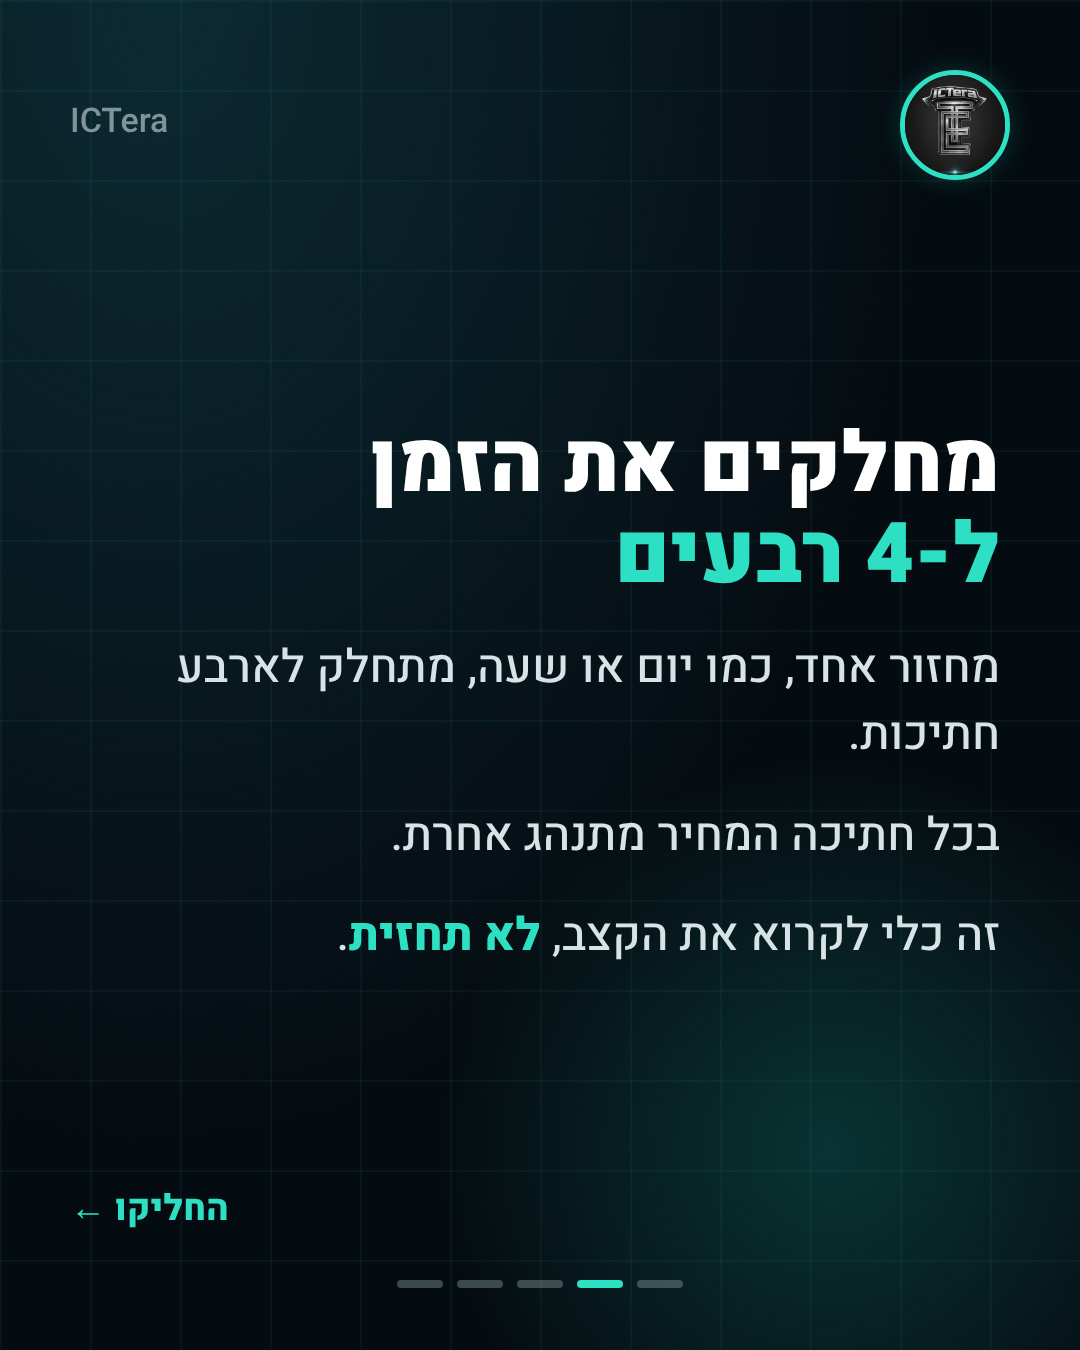 ICTera
ICTera
מחלקים את הזמן
ל-4 רבעים
מחזור אחד, כמו יום או שעה, מתחלק לארבע
חתיכות.
בכל חתיכה המחיר מתנהג אחרת.
זה כלי לקרוא את הקצב, לא תחזית.
החליקו ←